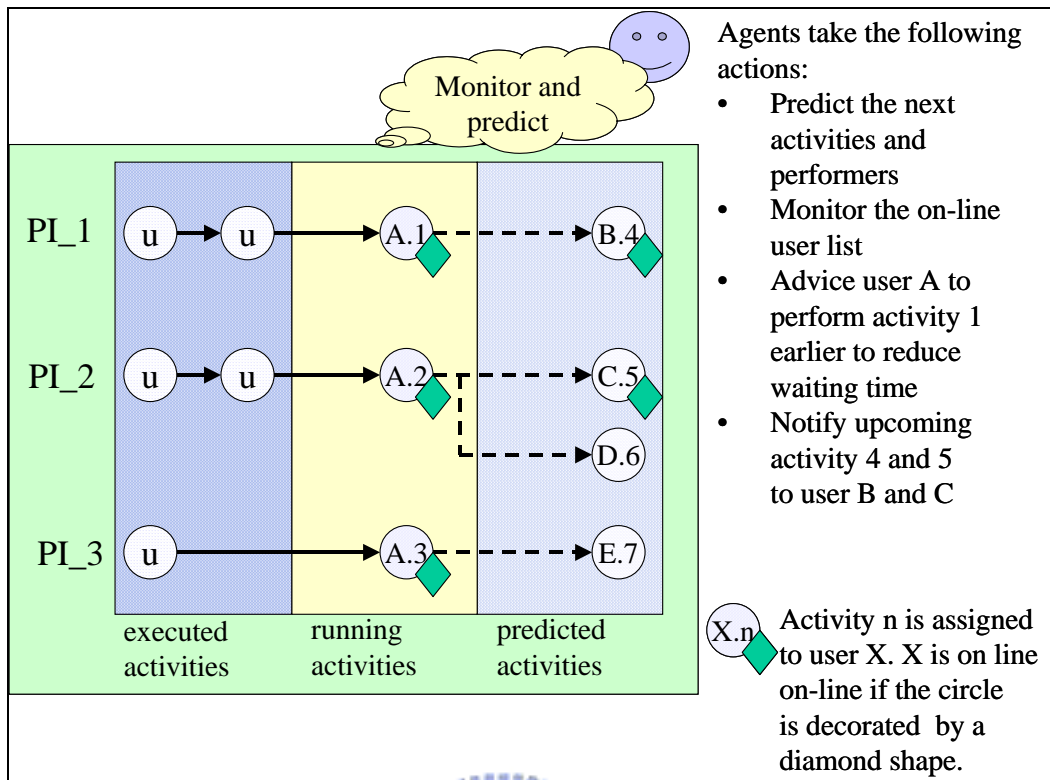 Monitor and
predict
Agents take the following
actions:
• Predict the next
activities and
performers
• Monitor the on-line
user list
• Advice user A to
perform activity 1
earlier to reduce
waiting time
• Notify upcoming
activity 4 and 5
to user B and C
PI_1 u u A.1 B.4
PI_2 u u A.2 C.5
D.6
PI_3 u A.3 E.7
executed
activities
running
activities
predicted
activities
X.n
Activity n is assigned
to user X. X is on line
on-line if the circle
is decorated by a
diamond shape.